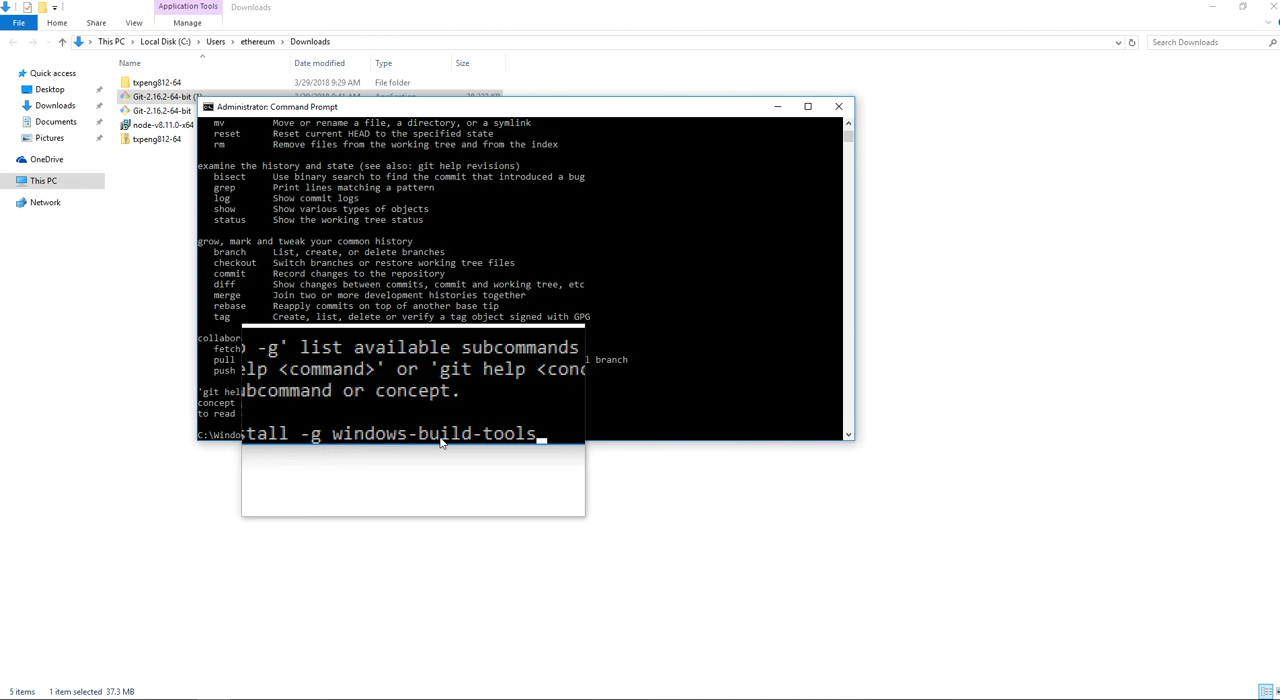 Application Tools
Downloads
File
Home
Share
View
Manage
This PC
Local Disk (C:)
Users
ethereum
Downloads
Search Downloads
Name
Date modified
Type
Size
Quick access
Desktop
Downloads
Documents
Pictures
OneDrive
This PC
Network
txpeng812-64 3/29/2018 9:29 AM File folder
Git-2.16.2-64-bit (1)
Git-2.16.2-64-bit
node-v8.11.0-x64
txpeng812-64
Administrator: Command Prompt
mv Move or rename a file, a directory, or a symlink
reset Reset current HEAD to the specified state
rm Remove files from the working tree and from the index
examine the history and state (see also: git help revisions)
bisect Use binary search to find the commit that introduced a bug
grep Print lines matching a pattern
log Show commit logs
show Show various types of objects
status Show the working tree status
grow, mark and tweak your common history
branch List, create, or delete branches
checkout Switch branches or restore working tree files
commit Record changes to the repository
diff Show changes between commits, commit and working tree, etc
merge Join two or more development histories together
rebase Reapply commits on top of another base tip
tag Create, list, delete or verify a tag object signed with GPG
collabor
fetch
pull l branch
push
'git hel
concept
to read
C:\Windo
-g' list available subcommands
elp <command>' or 'git help <conc
ubcommand or concept.
tall -g windows-build-tools
5 items 1 item selected 37.3 MB